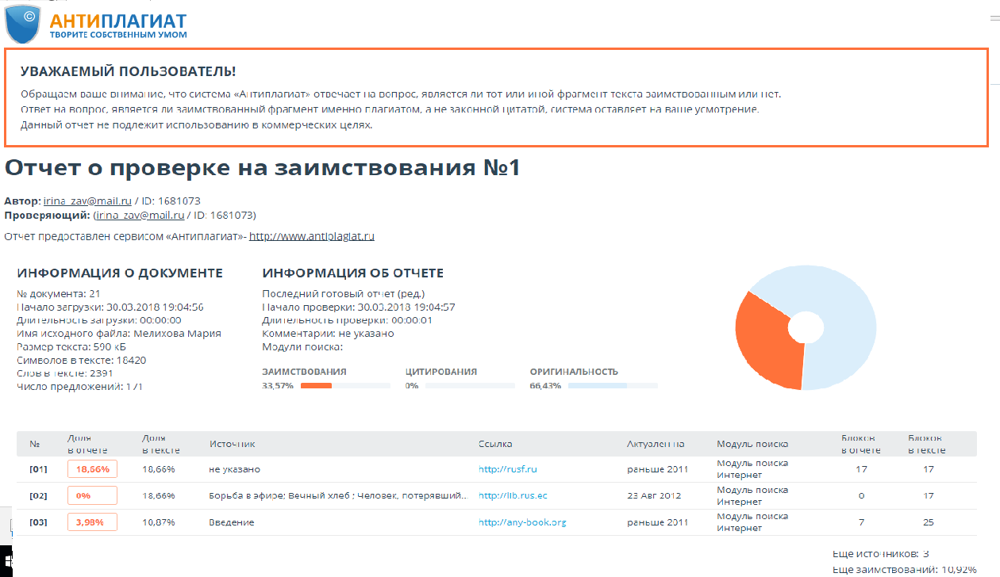 ©
АНТИПЛАГИАТ
ТВОРИТЕ СОБСТВЕННЫМ УМОМ
УВАЖАЕМЫЙ ПОЛЬЗОВАТЕЛЬ!
Обращаем ваше внимание, что система «Антиплагиат» отвечает на вопрос, является ли тот или иной фрагмент текста заимствованным или нет.
Ответ на вопрос, является ли заимствованный фрагмент именно плагиатом, а не законной цитатой, система оставляет на ваше усмотрение.
Данный отчет не подлежит использованию в коммерческих целях.
Отчет о проверке на заимствования №1
Автор: irina_zav@mail.ru / ID: 1681073
Проверяющий: (irina_zav@mail.ru / ID: 1681073)
Отчет предоставлен сервисом «Антиплагиат»- http://www.antiplagiat.ru
ИНФОРМАЦИЯ О ДОКУМЕНТЕ
№ документа: 21
Начало загрузки: 30.03.2018 19:04:56
Длительность загрузки: 00:00:00
Имя исходного файла: Мелихова Мария
Размер текста: 590 кБ
Символов в тексте: 18420
Слов в тексте: 2391
Число предложений: 171
ИНФОРМАЦИЯ ОБ ОТЧЕТЕ
Последний готовый отчет (ред.)
Начало проверки: 30.03.2018 19:04:57
Длительность проверки: 00:00:01
Комментарии: не указано
Модули поиска:
ЗАИМСТВОВАНИЯ ЦИТИРОВАНИЯ ОРИГИНАЛЬНОСТЬ
33,57% 0% 66,43%
№ Доля в отчете Доля в тексте Источник Ссылка Актуален на Модуль поиска Блоков в отчете Блоков в тексте
[01] 18,66% 18,66% не указано http://rusf.ru раньше 2011 Модуль поиска Интернет 17 17
[02] 0% 18,66% Борьба в эфире; Вечный хлеб ; Человек, потерявший... http://lib.rus.ec 23 Авг 2012 Модуль поиска Интернет 0 17
[03] 3,98% 10,87% Введение http://any-book.org раньше 2011 Модуль поиска Интернет 7 25
Еще источников: 3
Еще заимствований: 10,92%